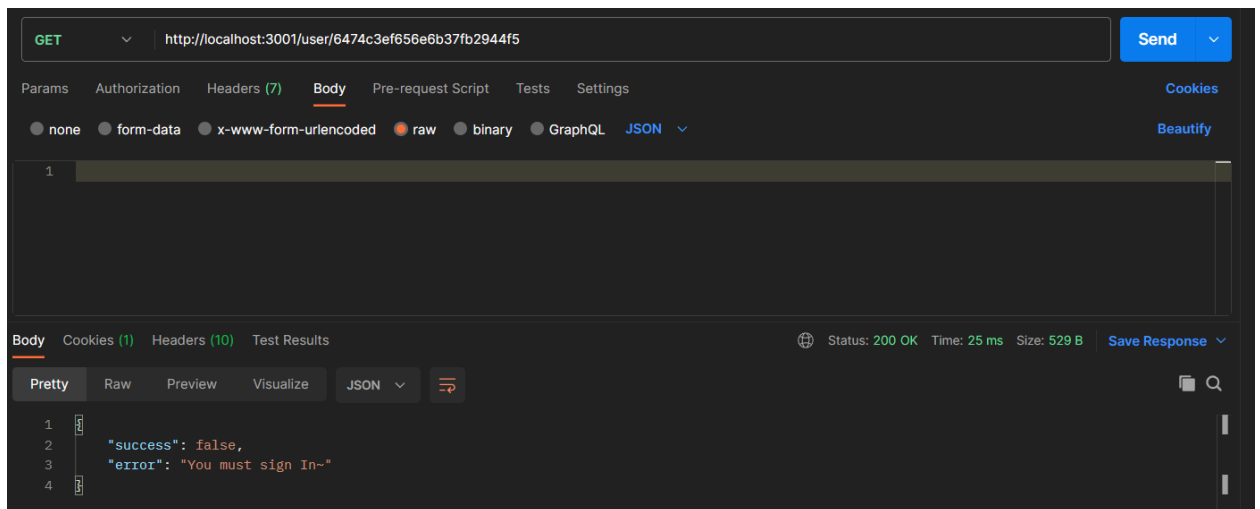 GET http://localhost:3001/user/6474c3ef656e6b37fb2944f5 Send
Params Authorization Headers (7) Body Pre-request Script Tests Settings Cookies
none form-data x-www-form-urlencoded raw binary GraphQL JSON Beautify
1
Body Cookies (1) Headers (10) Test Results Status: 200 OK Time: 25 ms Size: 529 B Save Response
Pretty Raw Preview Visualize JSON
1 {
2 "success": false,
3 "error": "You must sign In~"
4 }